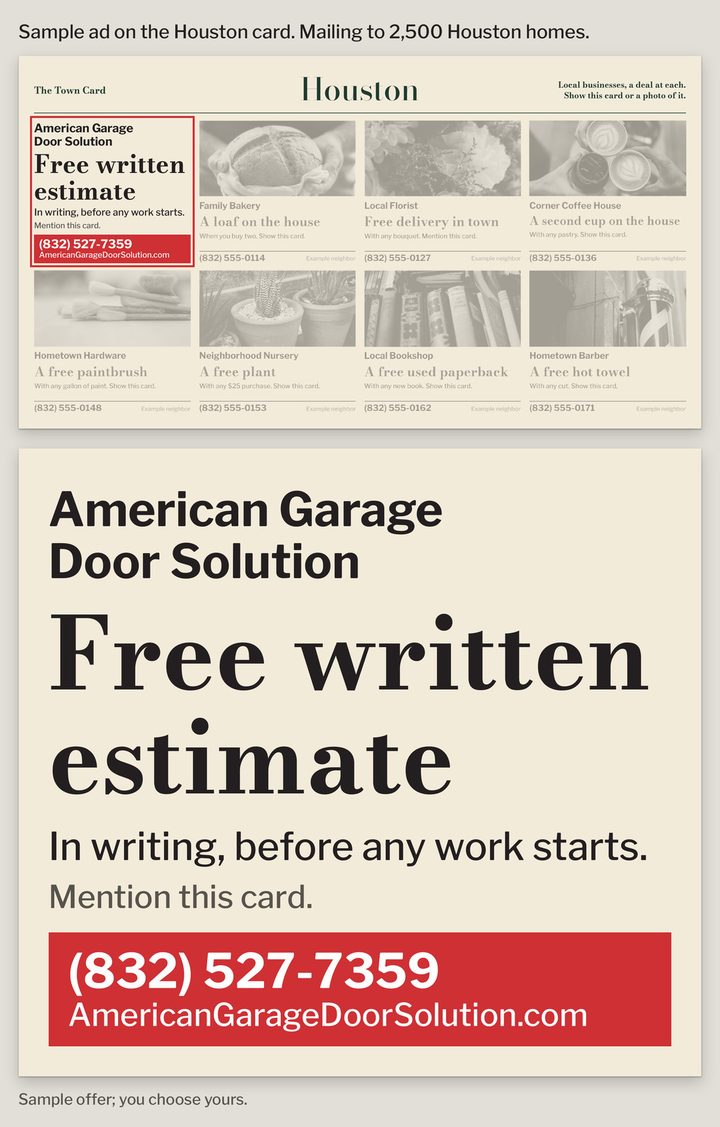 Sample ad on the Houston card. Mailing to 2,500 Houston homes.
The Town Card
Houston
Local businesses, a deal at each.
Show this card or a photo of it.
American Garage
Door Solution
Free written
estimate
In writing, before any work starts.
Mention this card.
(832) 527-7359
AmericanGarageDoorSolution.com
Family Bakery
A loaf on the house
When you buy two. Show this card.
(832) 555-0114
Example neighbor
Local Florist
Free delivery in town
With any bouquet. Mention this card.
(832) 555-0127
Example neighbor
Corner Coffee House
A second cup on the house
With any pastry. Show this card.
(832) 555-0136
Example neighbor
Hometown Hardware
A free paintbrush
With any gallon of paint. Show this card.
(832) 555-0148
Example neighbor
Neighborhood Nursery
A free plant
With any $25 purchase. Show this card.
(832) 555-0153
Example neighbor
Local Bookshop
A free used paperback
With any new book. Show this card.
(832) 555-0162
Example neighbor
Hometown Barber
A free hot towel
With any cut. Show this card.
(832) 555-0171
Example neighbor
American Garage
Door Solution
Free written
estimate
In writing, before any work starts.
Mention this card.
(832) 527-7359
AmericanGarageDoorSolution.com
Sample offer; you choose yours.